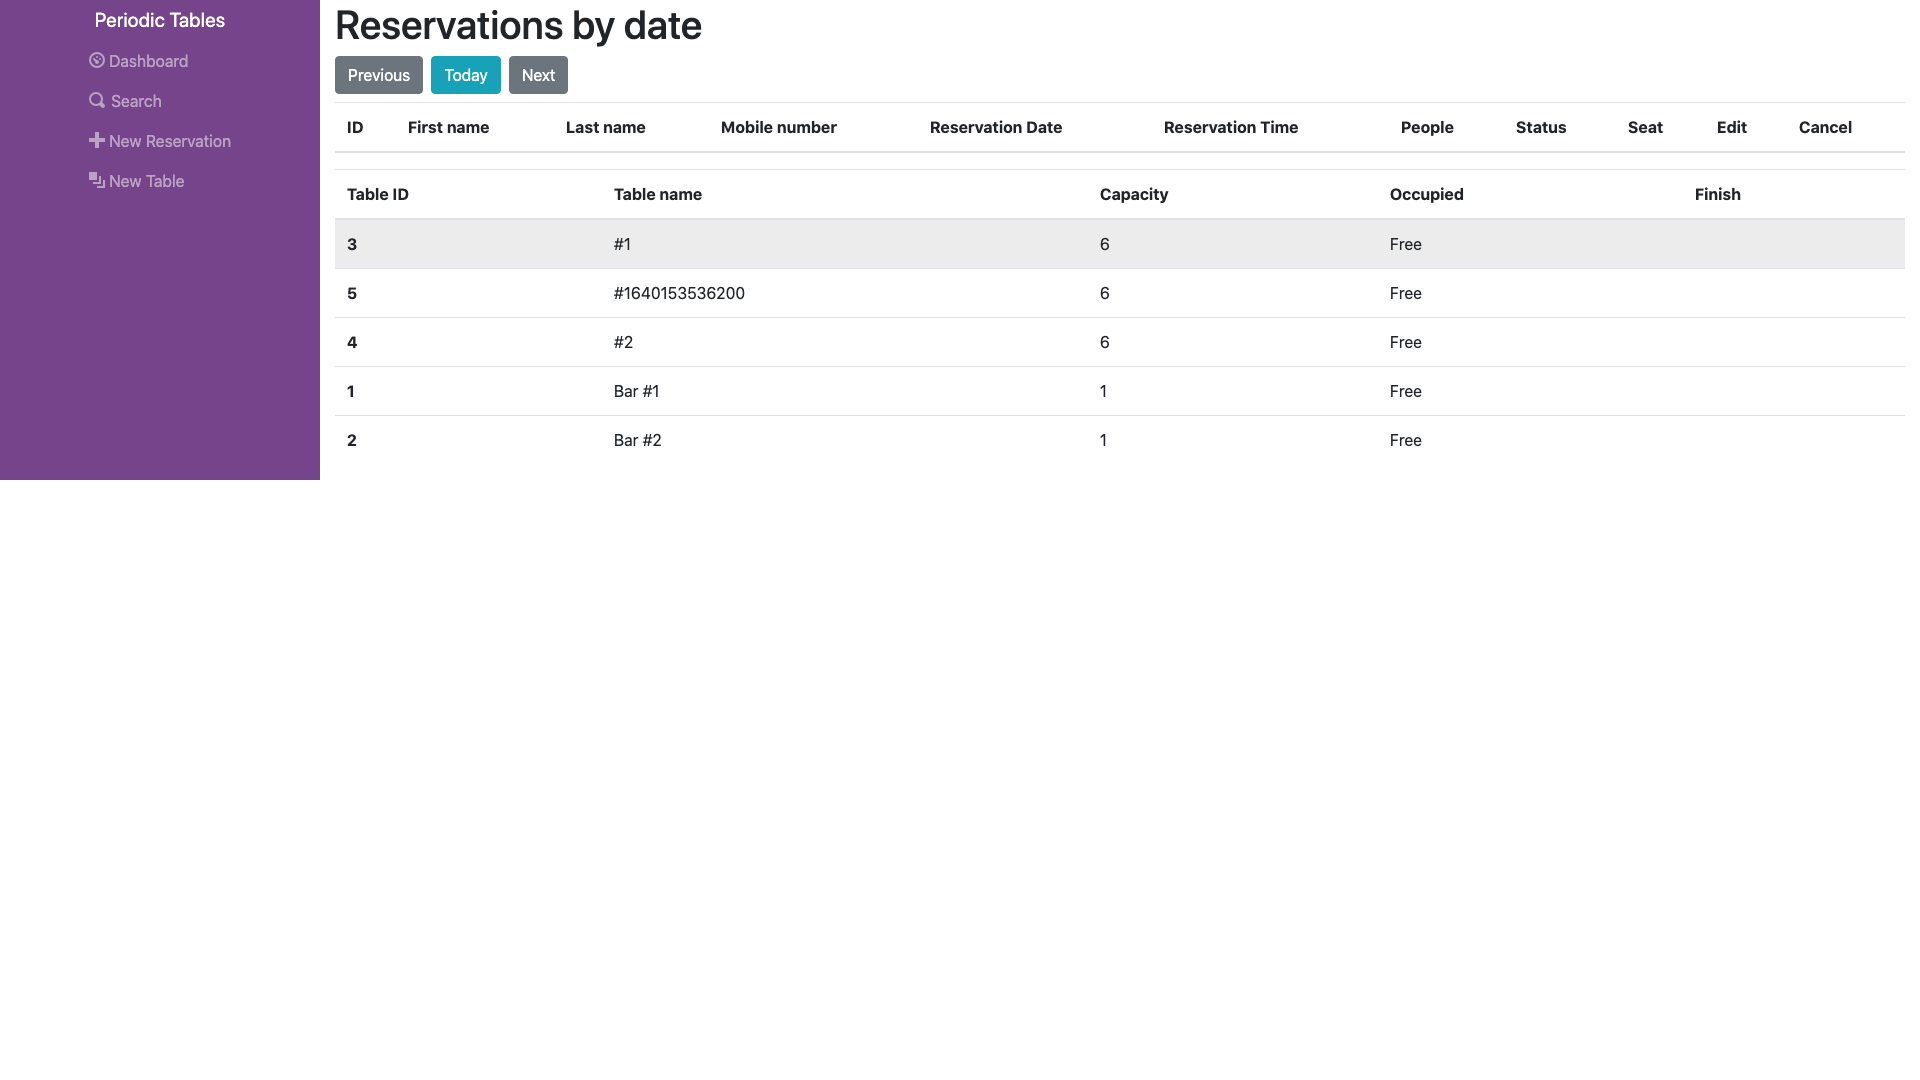 Periodic Tables
Dashboard
Search
New Reservation
New Table
Reservations by date
Previous Today Next
ID First name Last name Mobile number Reservation Date Reservation Time People Status Seat Edit Cancel
Table ID Table name Capacity Occupied Finish
3 #1 6 Free
5 #1640153536200 6 Free
4 #2 6 Free
1 Bar #1 1 Free
2 Bar #2 1 Free